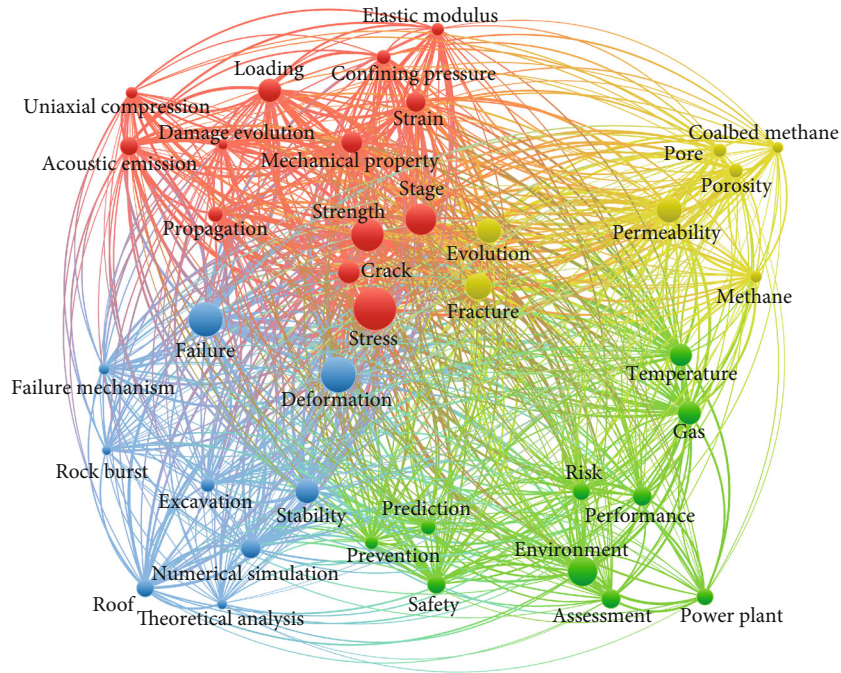 Elastic modulus
Loading
Confining pressure
Uniaxial compression
Strain
Damage evolution
Coalbed methane
Acoustic emission
Mechanical property
Pore
Porosity
Stage
Strength
Propagation
Permeability
Evolution
Crack
Methane
Fracture
Stress
Failure
Temperature
Failure mechanism
Deformation
Gas
Rock burst
Risk
Excavation
Stability
Prediction
Performance
Prevention
Environment
Numerical simulation
Roof
Theoretical analysis
Safety
Assessment
Power plant